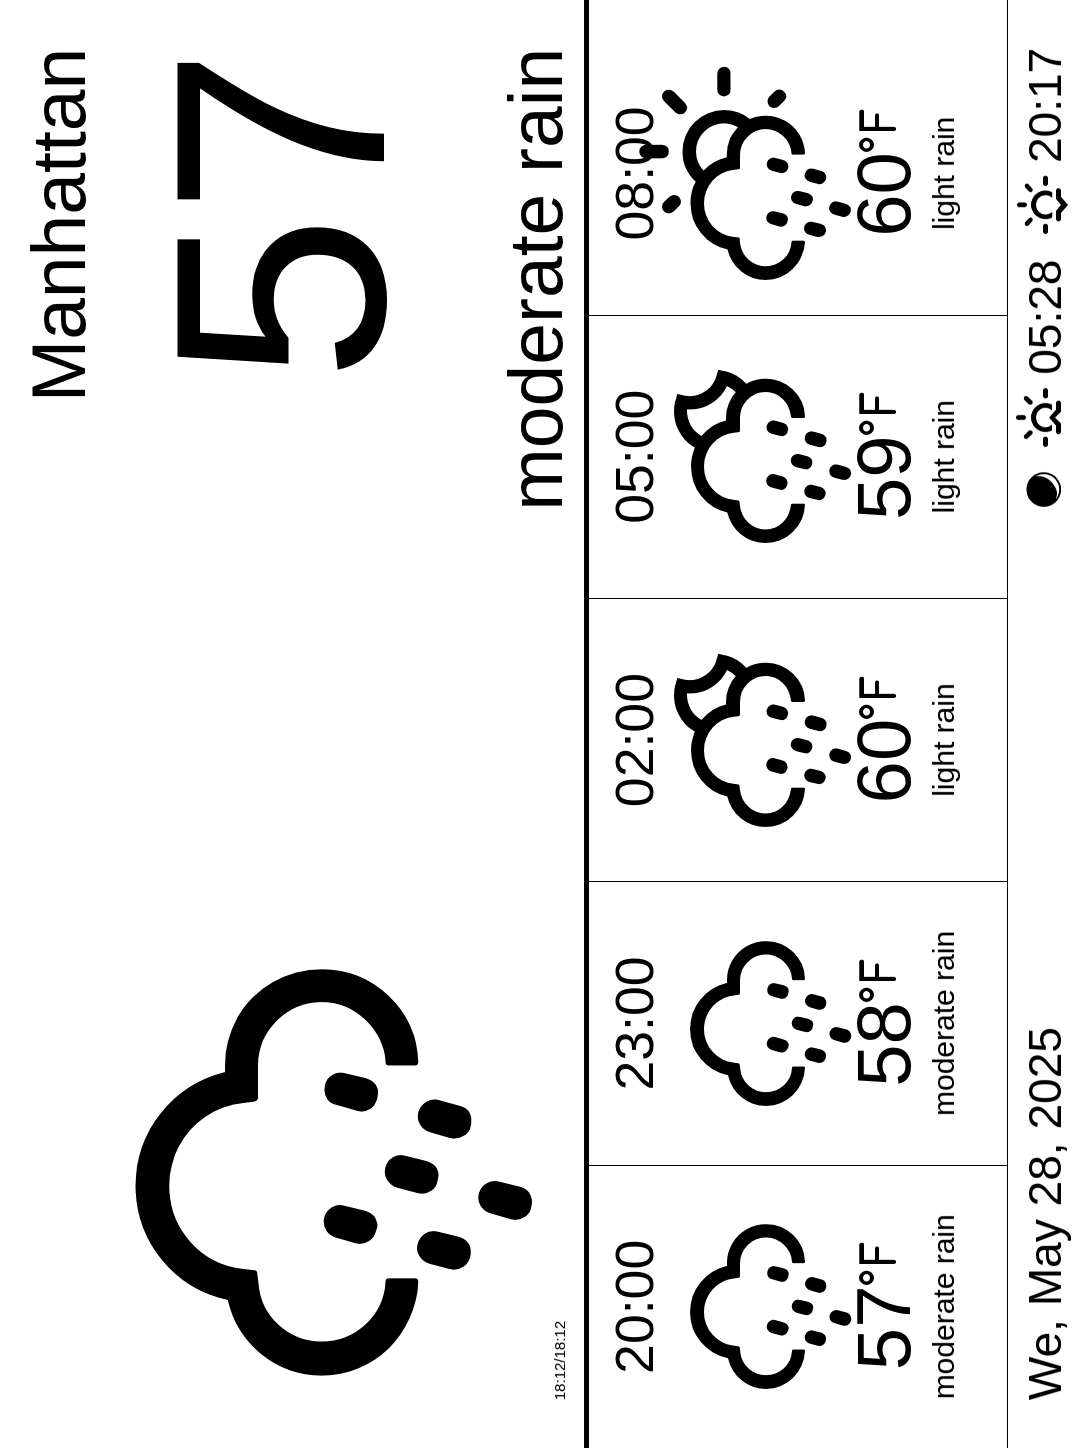 Manhattan
57
moderate rain
18:12/18:12
20:00
57°F
moderate rain
23:00
58°F
moderate rain
02:00
60°F
light rain
05:00
59°F
light rain
08:00
60°F
light rain
We, May 28, 2025
05:28
20:17